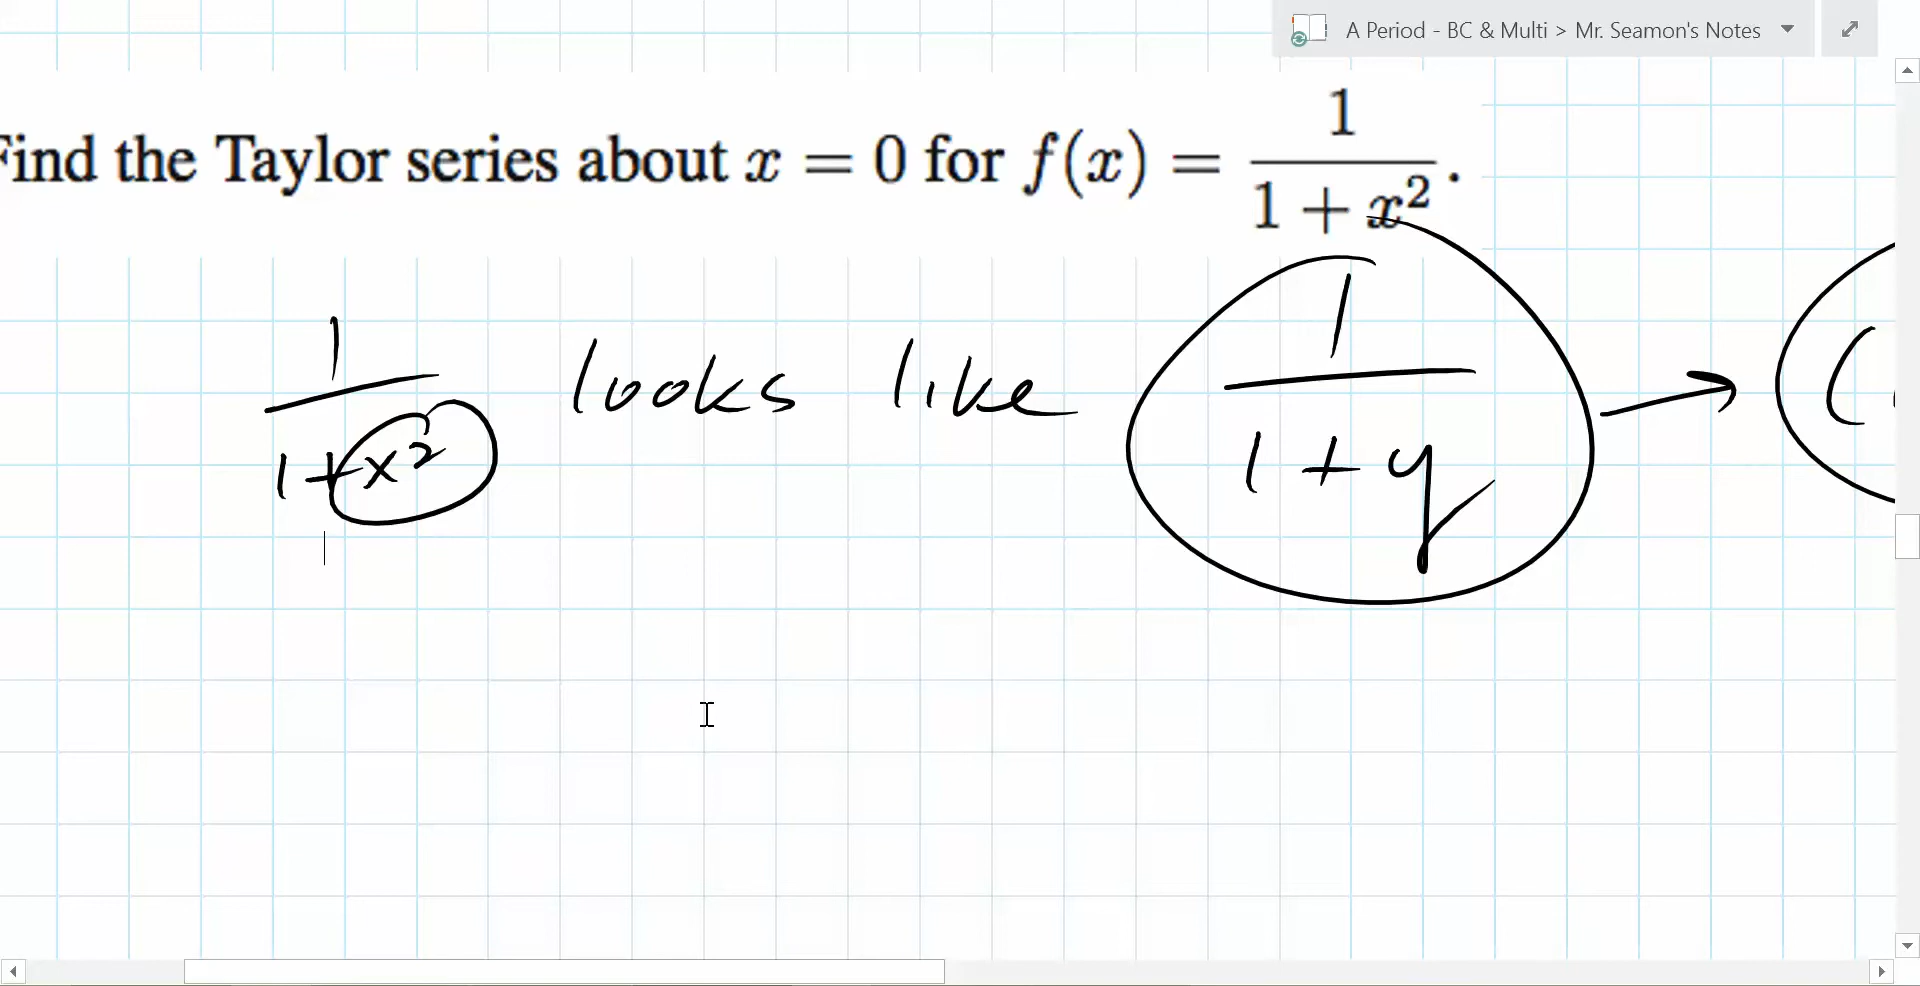 A Period - BC & Multi > Mr. Seamon's Notes
Find the Taylor series about x = 0 for f(x) = 1/(1 + x²).
1/(1+x²) looks like 1/(1+y) → (